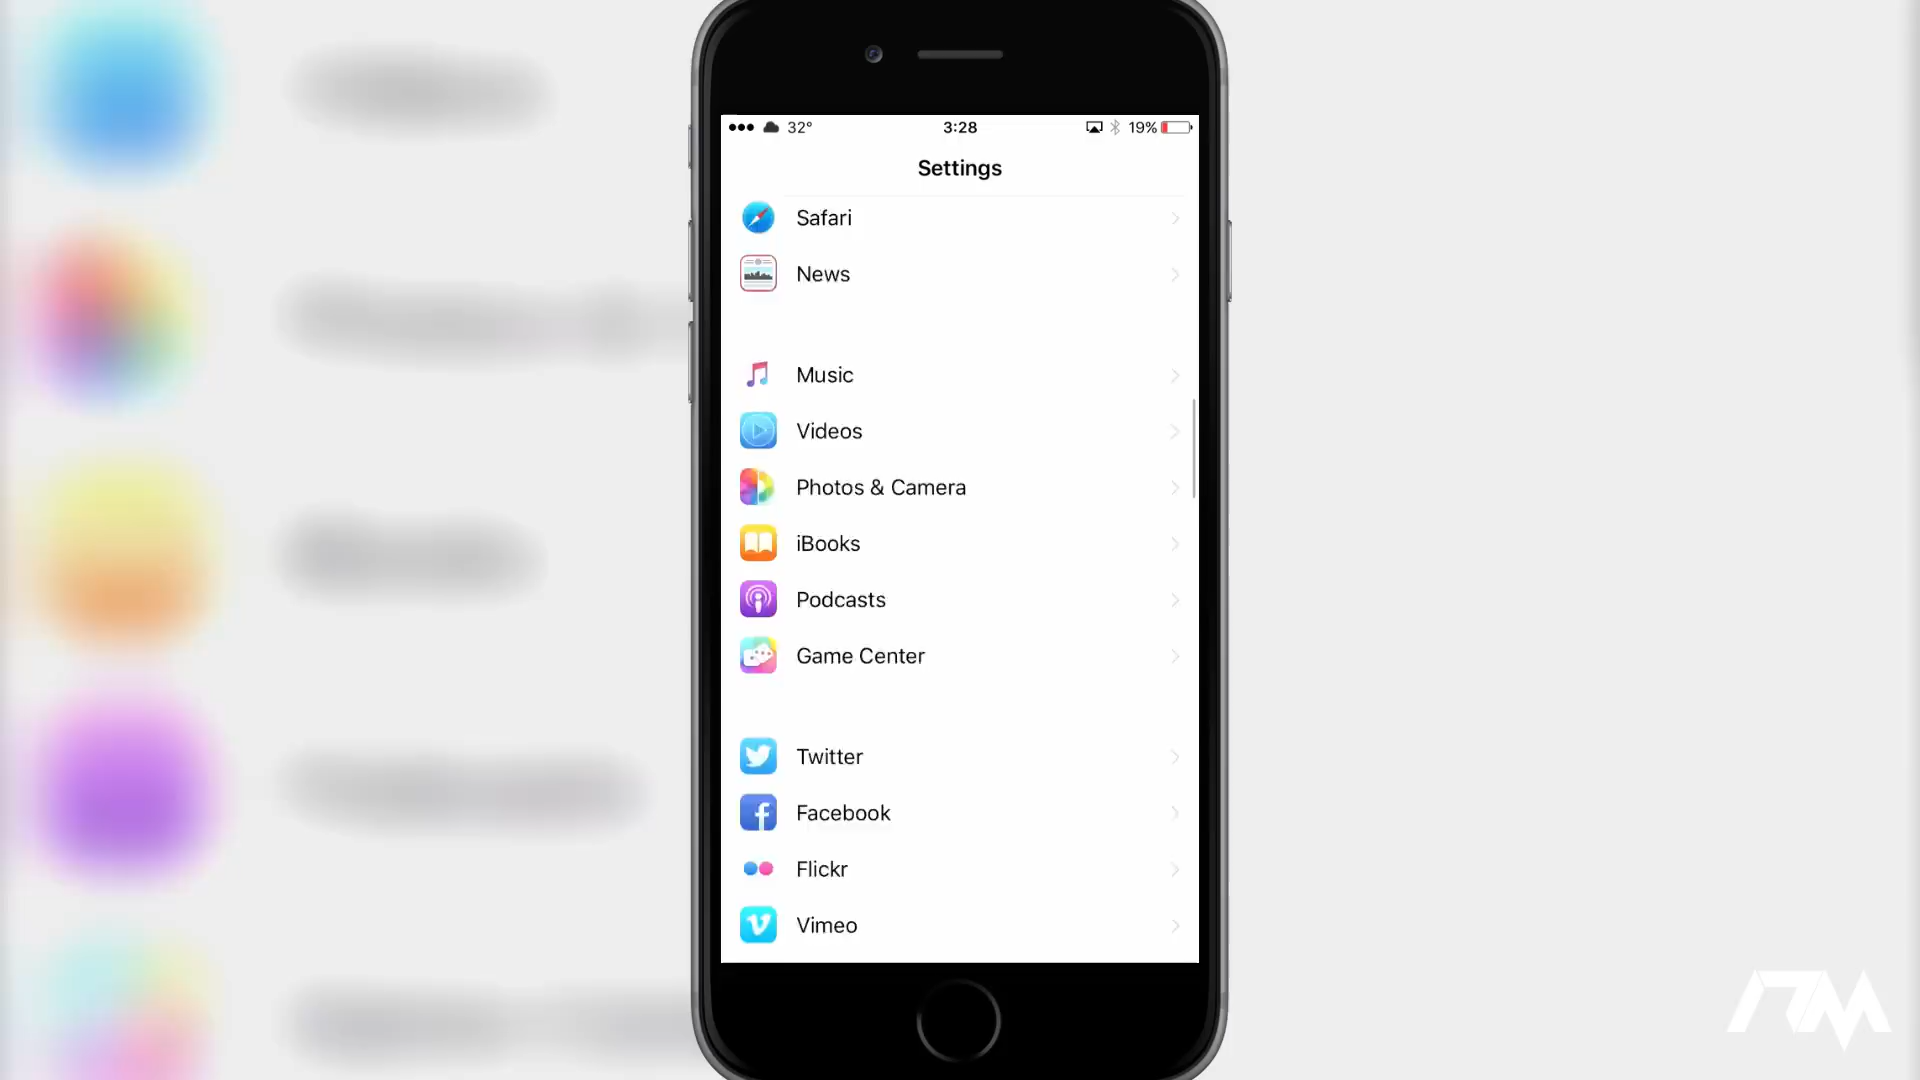 32°
3:28
19%
Settings
Safari
News
Music
Videos
Photos & Camera
iBooks
Podcasts
Game Center
Twitter
Facebook
Flickr
Vimeo